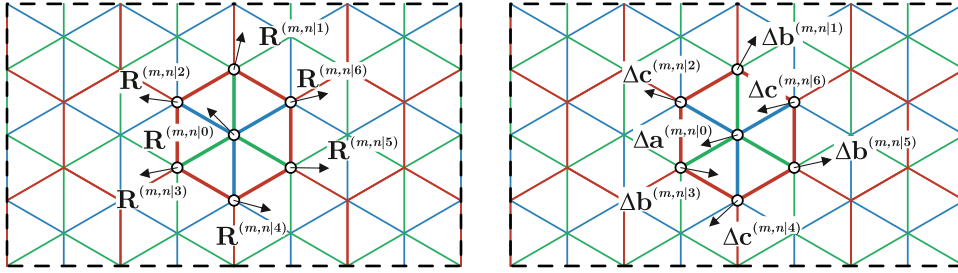 R^(m,n|1)
R^(m,n|2)
R^(m,n|6)
R^(m,n|0)
R^(m,n|5)
R^(m,n|3)
R^(m,n|4)
Δb^(m,n|1)
Δc^(m,n|2)
Δc^(m,n|6)
Δa^(m,n|0)
Δb^(m,n|5)
Δb^(m,n|3)
Δc^(m,n|4)